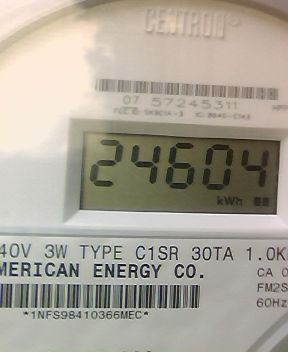 CENTRON®
07 57245311
24604
kWh
40V 3W TYPE C1SR 30TA 1.0K
MERICAN ENERGY CO.
CA 0
FM2S
60Hz
*1NFS98410366MEC*